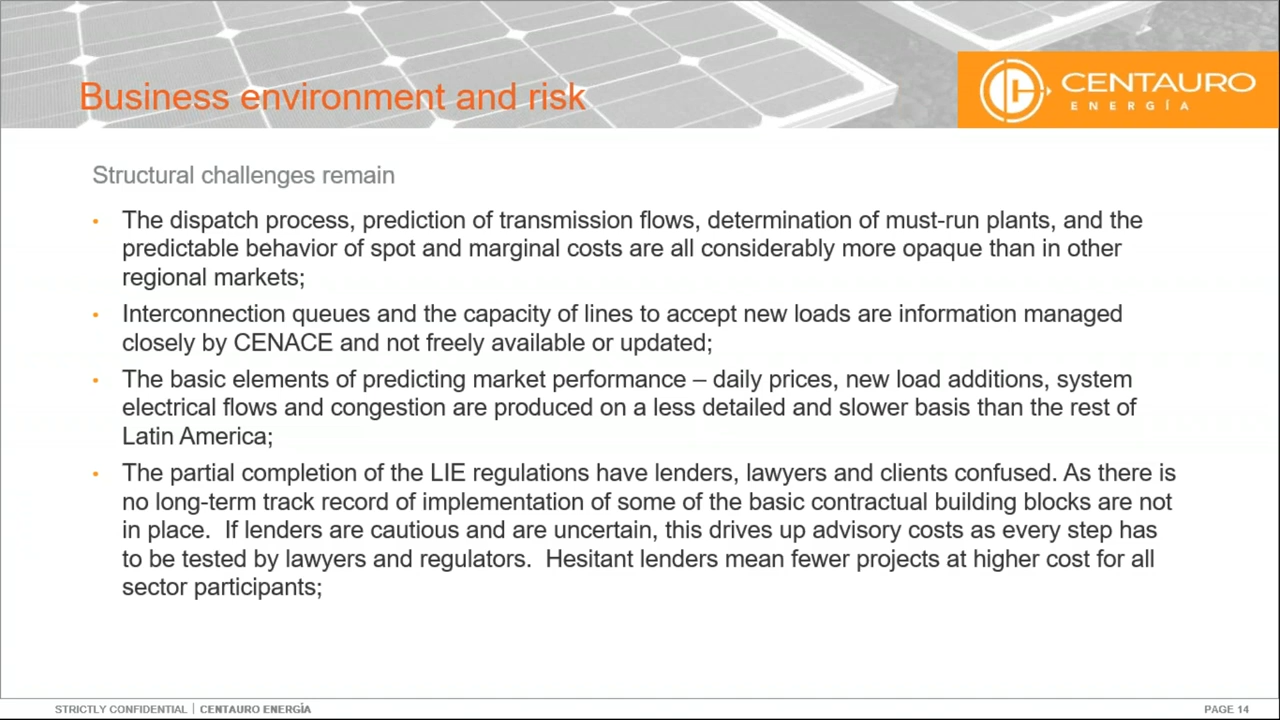 Business environment and risk
CENTAURO
ENERGÍA
Structural challenges remain
• The dispatch process, prediction of transmission flows, determination of must-run plants, and the
predictable behavior of spot and marginal costs are all considerably more opaque than in other
regional markets;
• Interconnection queues and the capacity of lines to accept new loads are information managed
closely by CENACE and not freely available or updated;
• The basic elements of predicting market performance – daily prices, new load additions, system
electrical flows and congestion are produced on a less detailed and slower basis than the rest of
Latin America;
• The partial completion of the LIE regulations have lenders, lawyers and clients confused. As there is
no long-term track record of implementation of some of the basic contractual building blocks are not
in place.  If lenders are cautious and are uncertain, this drives up advisory costs as every step has
to be tested by lawyers and regulators.  Hesitant lenders mean fewer projects at higher cost for all
sector participants;
STRICTLY CONFIDENTIAL | CENTAURO ENERGÍA
PAGE 14